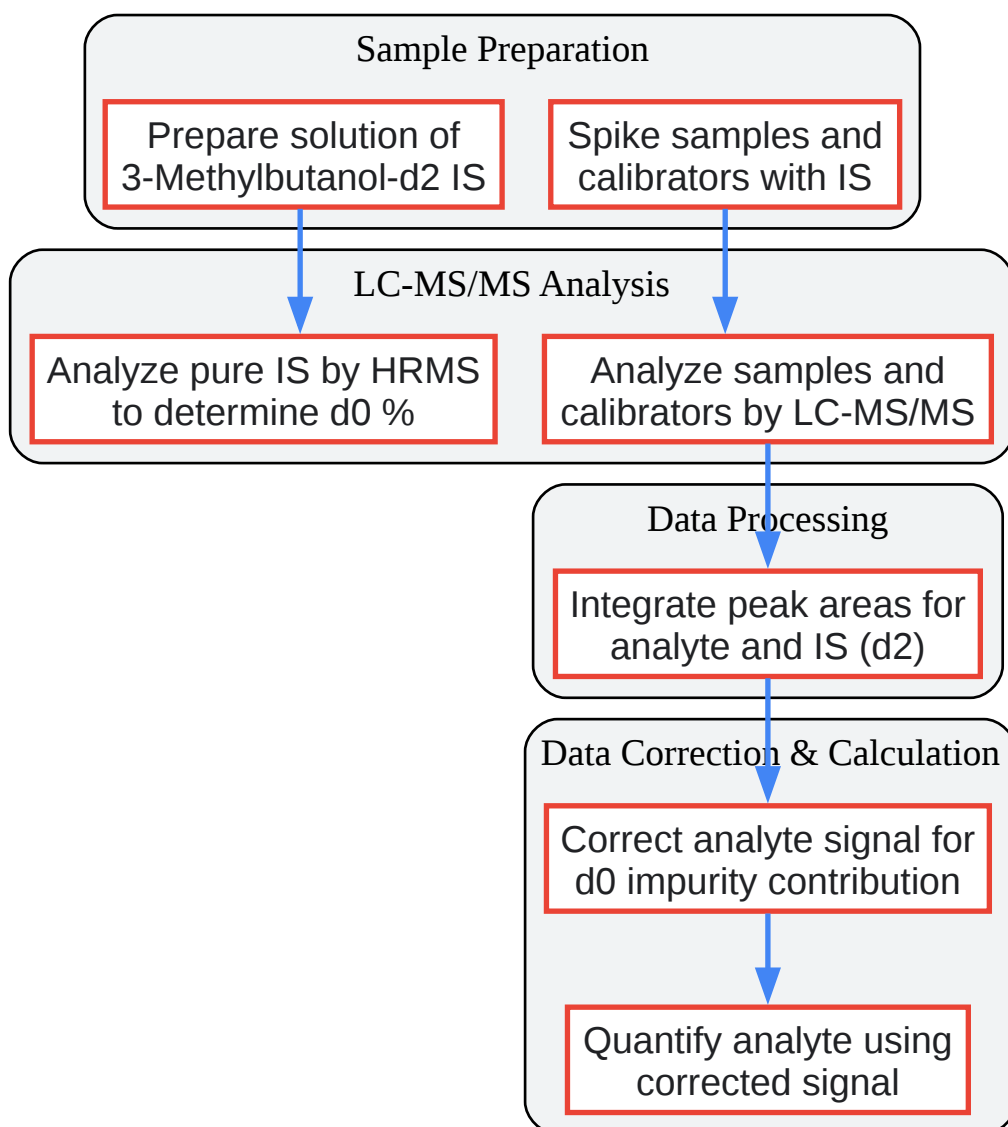 Sample Preparation
Prepare solution of
3-Methylbutanol-d2 IS
Spike samples and
calibrators with IS
LC-MS/MS Analysis
Analyze pure IS by HRMS
to determine d0 %
Analyze samples and
calibrators by LC-MS/MS
Data Processing
Integrate peak areas for
analyte and IS (d2)
Data Correction & Calculation
Correct analyte signal for
d0 impurity contribution
Quantify analyte using
corrected signal